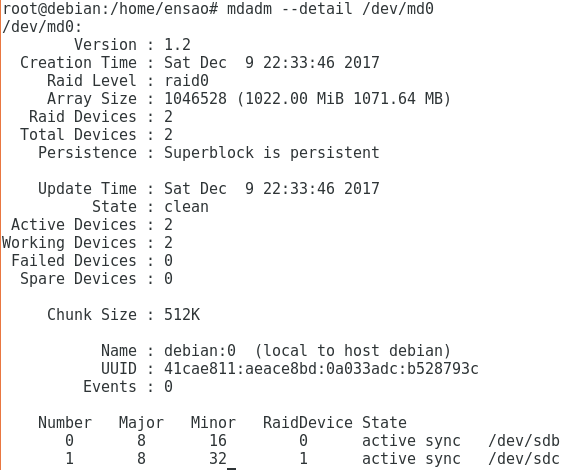 root@debian:/home/ensao# mdadm --detail /dev/md0
/dev/md0:
        Version : 1.2
  Creation Time : Sat Dec  9 22:33:46 2017
     Raid Level : raid0
     Array Size : 1046528 (1022.00 MiB 1071.64 MB)
   Raid Devices : 2
  Total Devices : 2
    Persistence : Superblock is persistent

    Update Time : Sat Dec  9 22:33:46 2017
          State : clean
 Active Devices : 2
Working Devices : 2
 Failed Devices : 0
  Spare Devices : 0

     Chunk Size : 512K

           Name : debian:0  (local to host debian)
           UUID : 41cae811:aeace8bd:0a033adc:b528793c
         Events : 0

    Number   Major   Minor   RaidDevice State
       0       8       16        0      active sync   /dev/sdb
       1       8       32        1      active sync   /dev/sdc